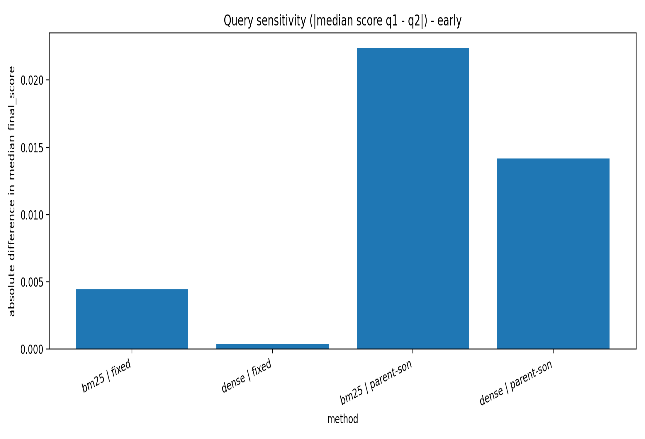 Query sensitivity (|median score q1 - q2|) - early
absolute difference in median final_score
0.020
0.015
0.010
0.005
0.000
bm25 | fixed
dense | fixed
bm25 | parent-son
dense | parent-son
method